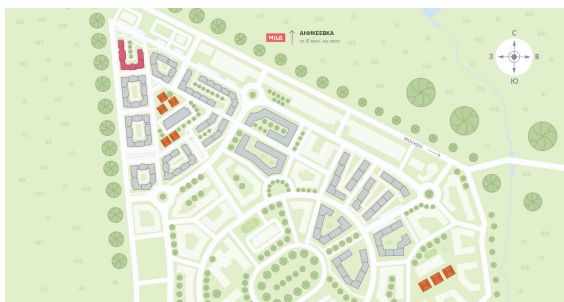 МЦД АНИКЕЕВКА
от 8 мин. на авто
С
З В
Ю
МОСКВА